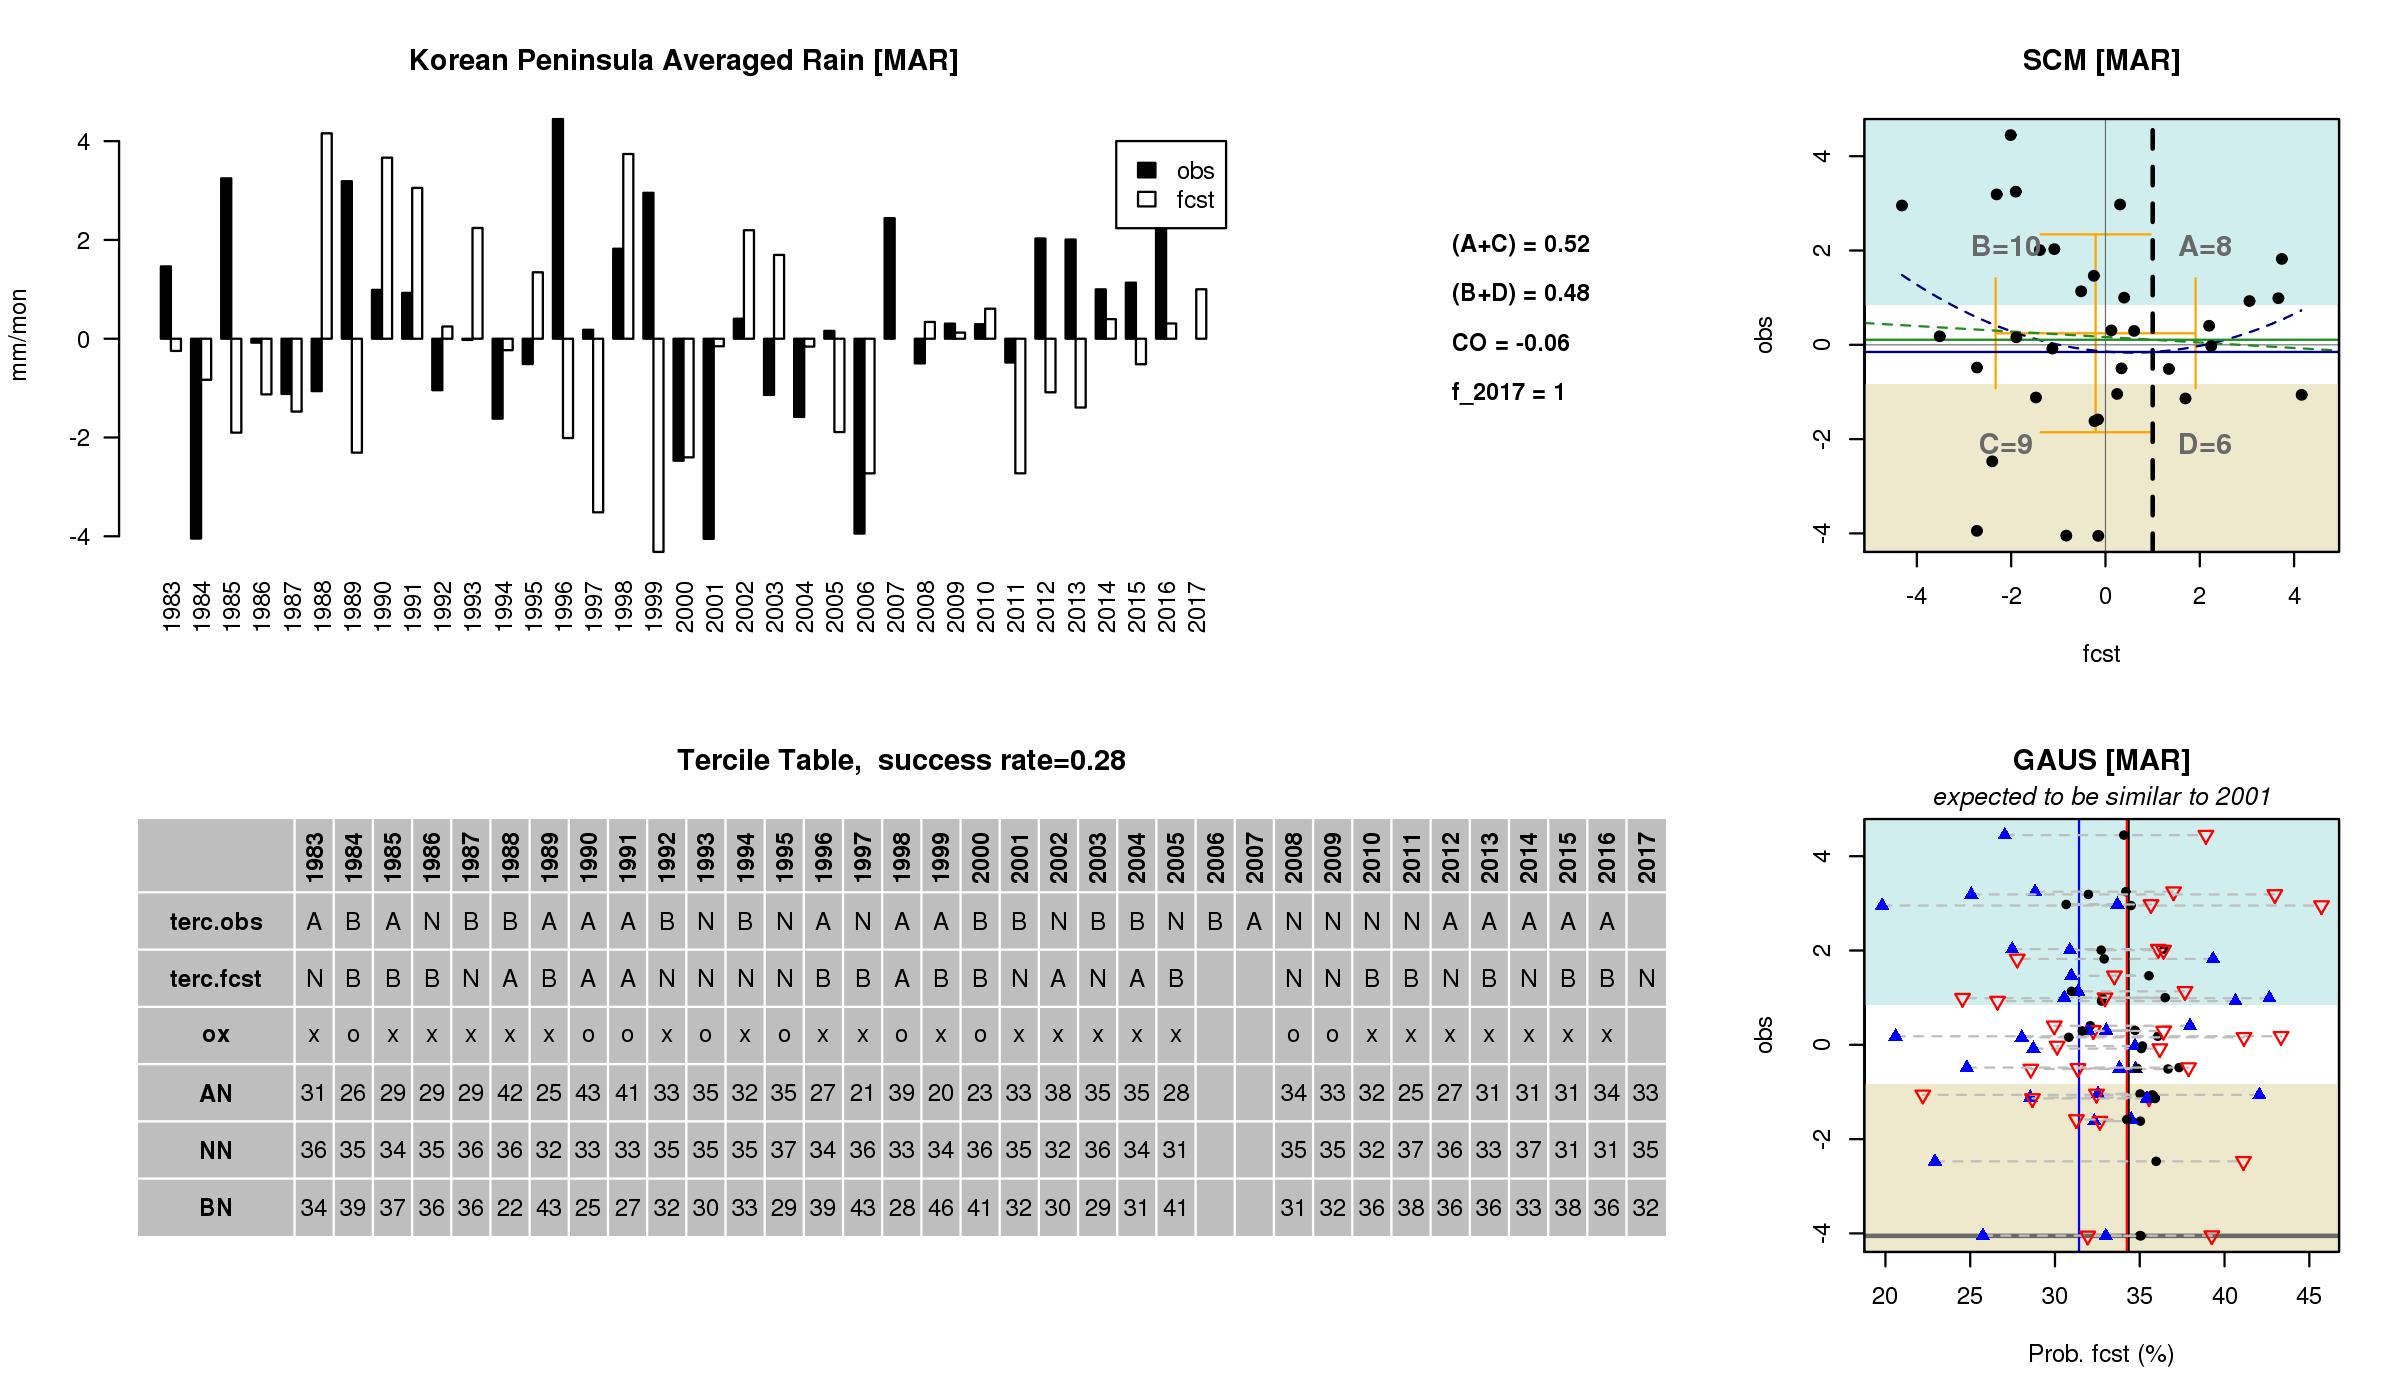 Korean Peninsula Averaged Rain [MAR]
mm/mon
4
2
0
-2
-4
obs
fcst
1983 1984 1985 1986 1987 1988 1989 1990 1991 1992 1993 1994 1995 1996 1997 1998 1999 2000 2001 2002 2003 2004 2005 2006 2007 2008 2009 2010 2011 2012 2013 2014 2015 2016 2017
(A+C) = 0.52
(B+D) = 0.48
CO = -0.06
f_2017 = 1
SCM [MAR]
obs
4
2
0
-2
-4
B=10 A=8
C=9 D=6
-4 -2 0 2 4
fcst
Tercile Table,  success rate=0.28
1983 1984 1985 1986 1987 1988 1989 1990 1991 1992 1993 1994 1995 1996 1997 1998 1999 2000 2001 2002 2003 2004 2005 2006 2007 2008 2009 2010 2011 2012 2013 2014 2015 2016 2017
terc.obs A B A N B B A A A B N B N A N A A B B N B B N B A N N N N A A A A A
terc.fcst N B B B N A B A A N N N N B B A B B N A N A B N N B B N B N B B N
ox x o x x x x x o o x o x o x x o x o x x x x x o o x x x x x x x
AN 31 26 29 29 29 42 25 43 41 33 35 32 35 27 21 39 20 23 33 38 35 35 28 34 33 32 25 27 31 31 31 34 33
NN 36 35 34 35 36 36 32 33 33 35 35 35 37 34 36 33 34 36 35 32 36 34 31 35 35 32 37 36 33 37 31 31 35
BN 34 39 37 36 36 22 43 25 27 32 30 33 29 39 43 28 46 41 32 30 29 31 41 31 32 36 38 36 36 33 38 36 32
GAUS [MAR]
expected to be similar to 2001
obs
4
2
0
-2
-4
20 25 30 35 40 45
Prob. fcst (%)